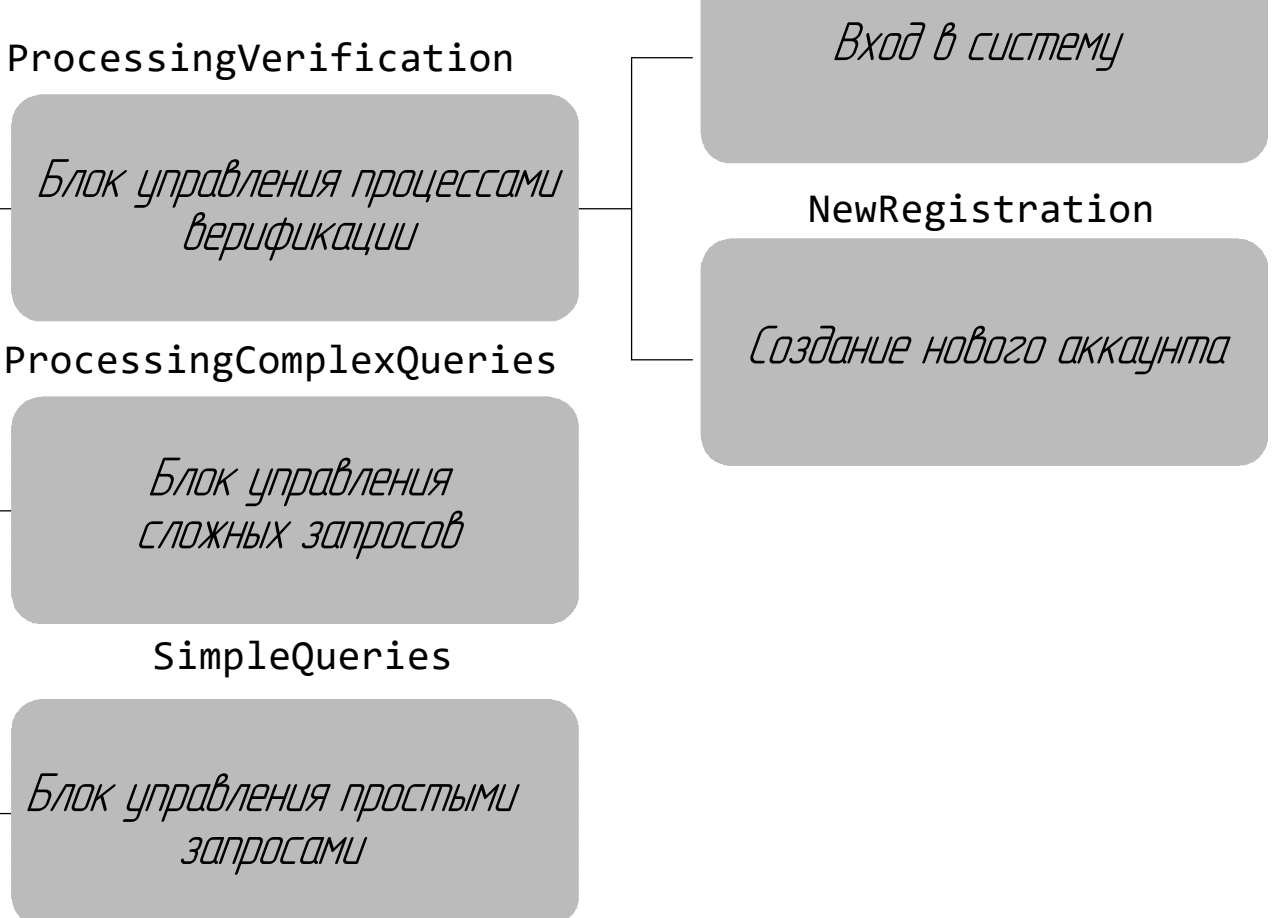 ProcessingVerification
Блок управления процессами
верификации
ProcessingComplexQueries
Блок управления
сложных запросов
SimpleQueries
Блок управления простыми
запросами
Вход в систему
NewRegistration
Создание нового аккаунта